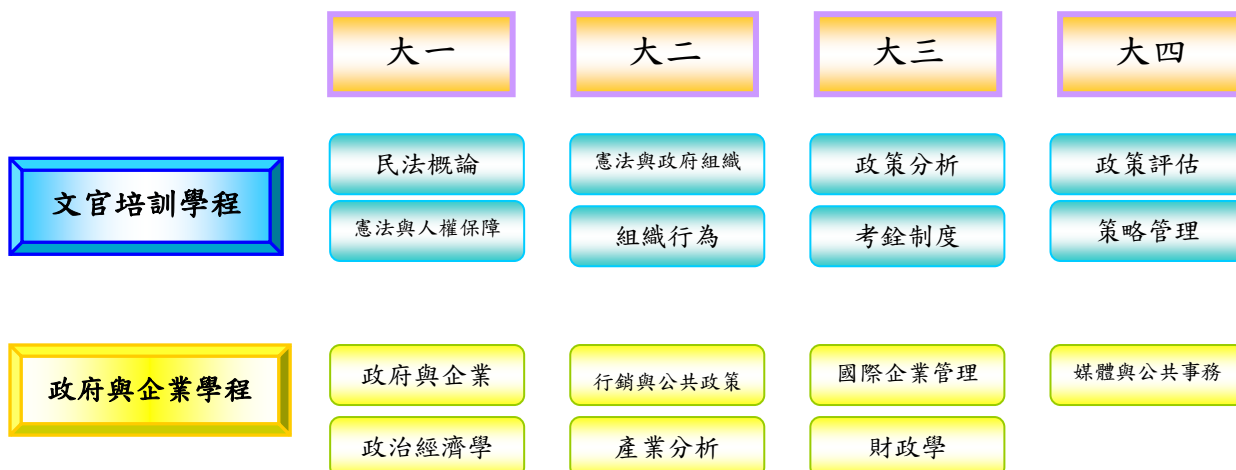 大一
大二
大三
大四
文官培訓學程
民法概論
憲法與政府組織
政策分析
政策評估
憲法與人權保障
組織行為
考銓制度
策略管理
政府與企業學程
政府與企業
行銷與公共政策
國際企業管理
媒體與公共事務
政治經濟學
產業分析
財政學